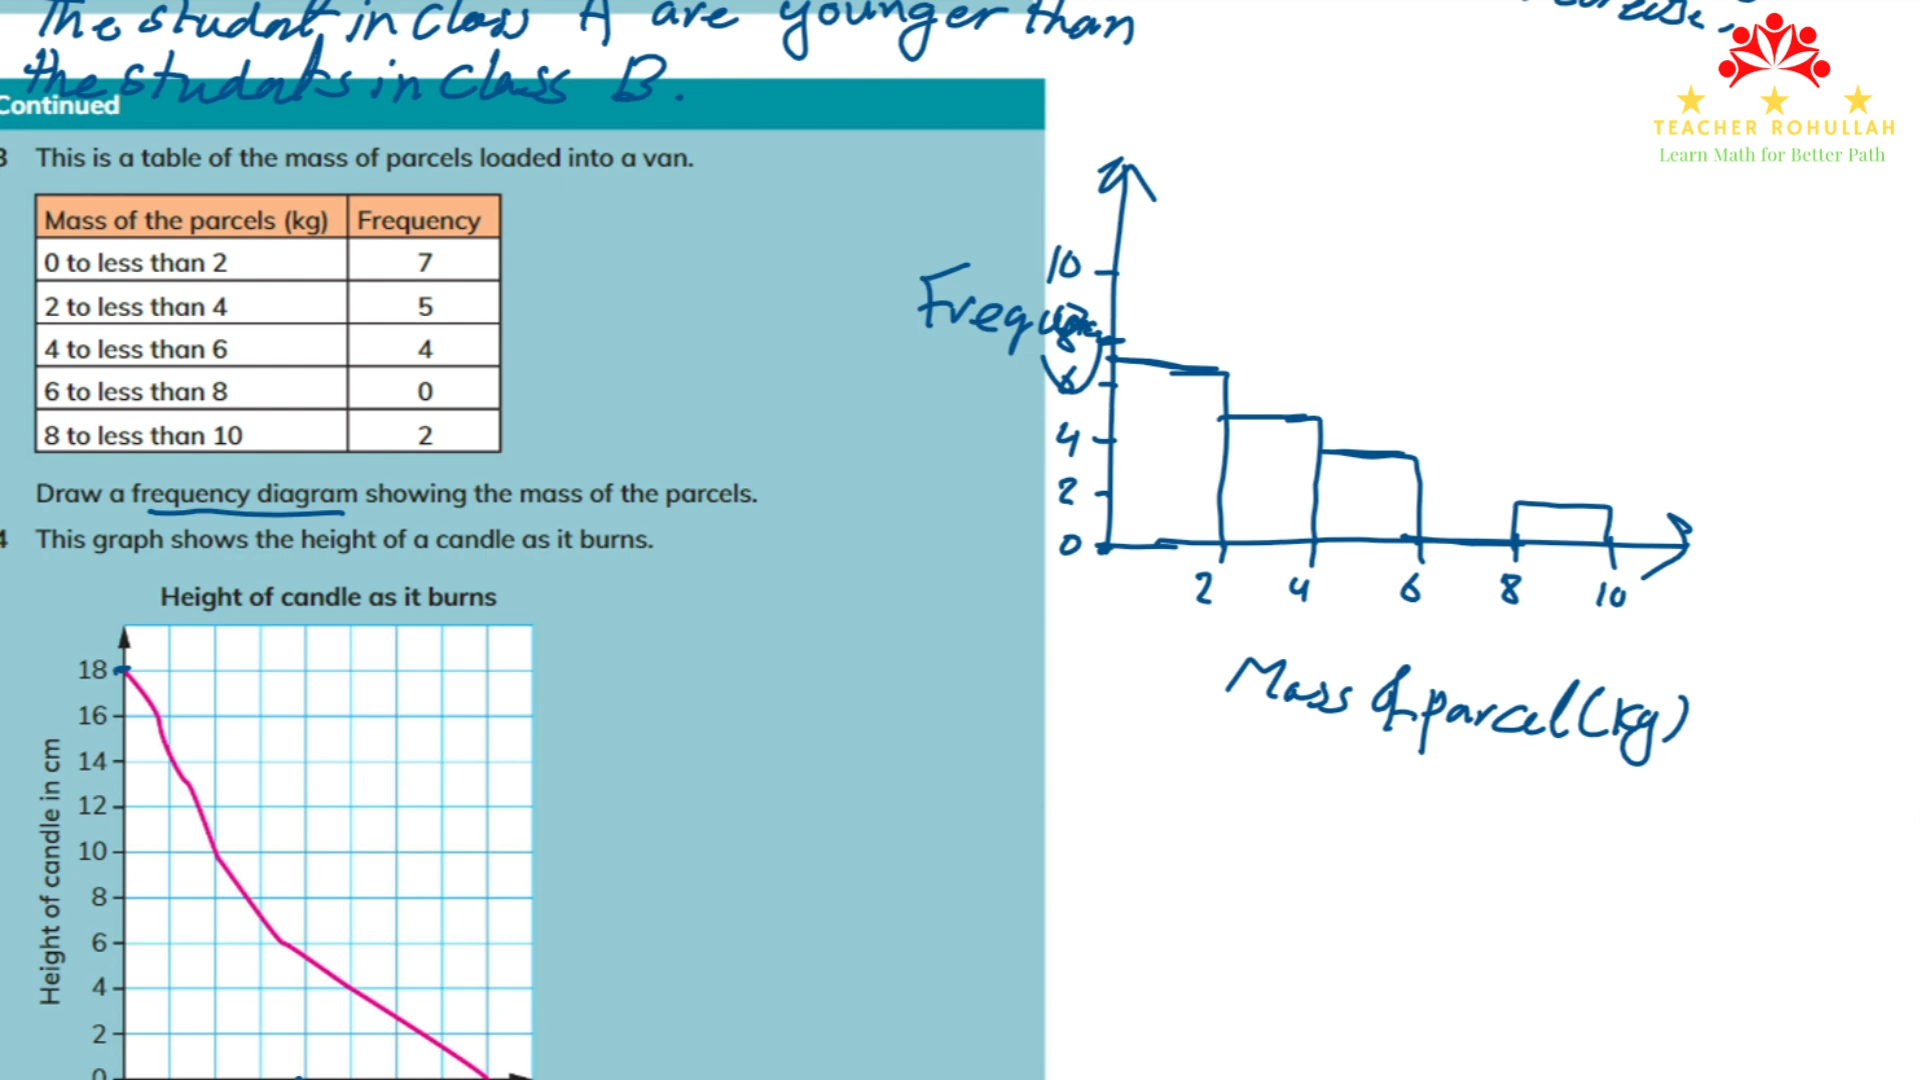 The student in Class A are younger than
the students in Class B.
Continued
3 This is a table of the mass of parcels loaded into a van.
Mass of the parcels (kg) Frequency
0 to less than 2 7
2 to less than 4 5
4 to less than 6 4
6 to less than 8 0
8 to less than 10 2
Draw a frequency diagram showing the mass of the parcels.
4 This graph shows the height of a candle as it burns.
Height of candle as it burns
Height of candle in cm
18
16
14
12
10
8
6
4
2
0
TEACHER ROHULLAH
Learn Math for Better Path
10
8
6
4
2
0
2 4 6 8 10
Mass of parcel (kg)